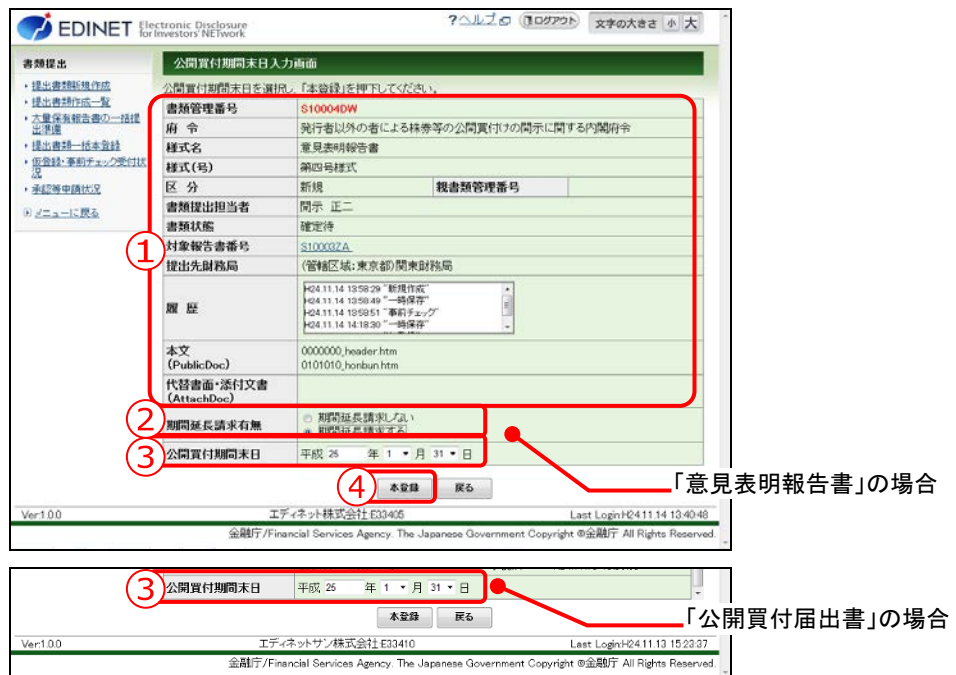 EDINET Electronic Disclosure for Investors' NETwork
?ヘルプ ログアウト 文字の大きさ 小 大
書類提出
・提出書類新規作成
・提出書類作成一覧
・大量保有報告書の一括提出準備
・提出書類一括本登録
・仮登録・事前チェック受付状況
・承認等申請状況
メニューに戻る
公開買付期間末日入力画面
公開買付期間末日を選択し、「本登録」を押下してください。
①
書類管理番号 S10004DW
府 令 発行者以外の者による株券等の公開買付けの開示に関する内閣府令
様式名 意見表明報告書
様式(号) 第四号様式
区 分 新規 親書類管理番号
書類提出担当者 開示 正二
書類状態 確定待
対象報告書番号 S10003ZA
提出先財務局 (管轄区域:東京都)関東財務局
履 歴
H24.11.14 13:58:29 "新規作成"
H24.11.14 13:58:49 "一時保存"
H24.11.14 13:58:51 "事前チェック"
H24.11.14 14:18:30 "一時保存"
本文 (PublicDoc)
0000000_header.htm
0101010_honbun.htm
代替書面・添付文書 (AttachDoc)
②
期間延長請求有無
期間延長請求しない
期間延長請求する
③
公開買付期間末日 平成 25 年 1 月 31 日
④
本登録 戻る
「意見表明報告書」の場合
Ver.1.0.0 エディネット株式会社:E33405 Last Login:H24.11.14 13:40:48
金融庁/Financial Services Agency. The Japanese Government Copyright ©金融庁 All Rights Reserved.
③
公開買付期間末日 平成 25 年 1 月 31 日
本登録 戻る
「公開買付届出書」の場合
Ver.1.0.0 エディネットサン株式会社:E33410 Last Login:H24.11.13 15:23:37
金融庁/Financial Services Agency. The Japanese Government Copyright ©金融庁 All Rights Reserved.